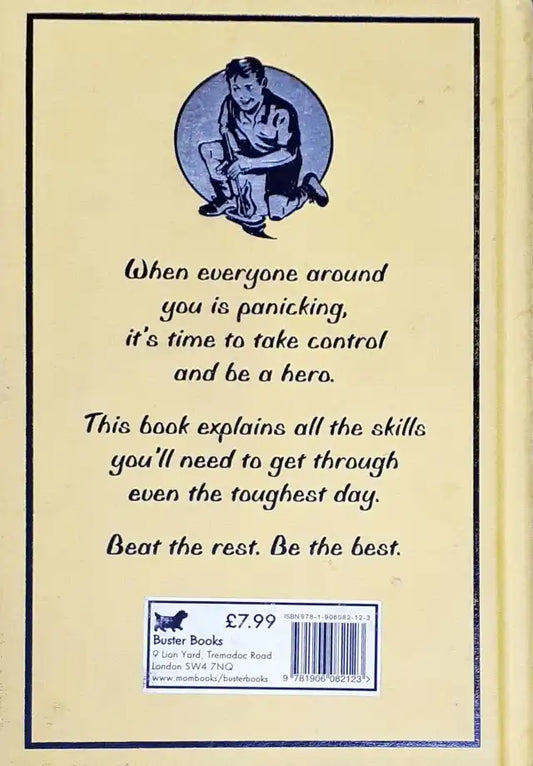 When everyone around
you is panicking,
it's time to take control
and be a hero.
This book explains all the skills
you'll need to get through
even the toughest day.
Beat the rest. Be the best.
£7.99
ISBN 978-1-906082-12-3
Buster Books
9 Lion Yard, Tremadoc Road
London SW4 7NQ
www.mombooks/busterbooks
9 781906 082123 >